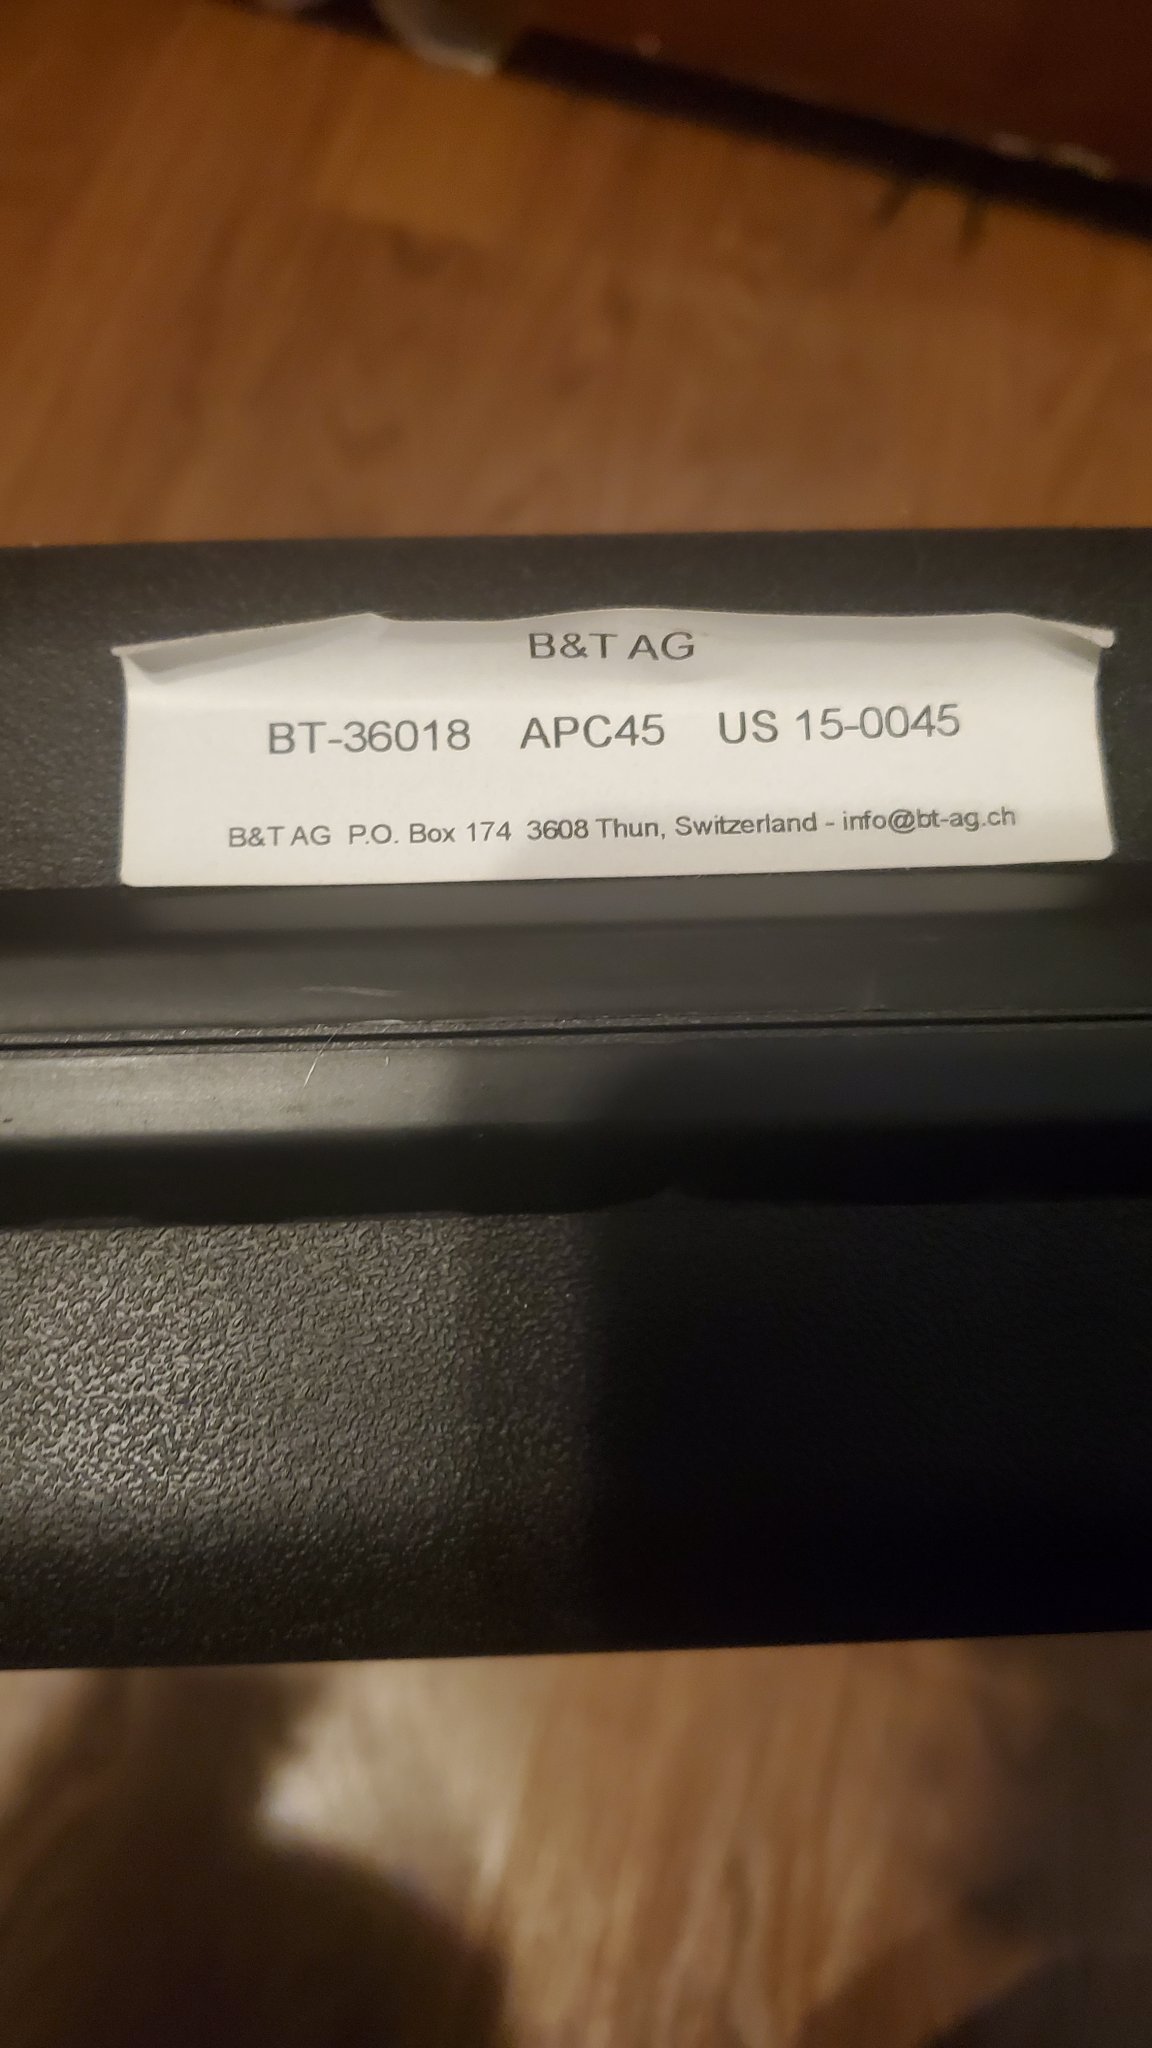 B&T AG
BT-36018 APC45 US 15-0045
B&T AG P.O. Box 174 3608 Thun, Switzerland - info@bt-ag.ch